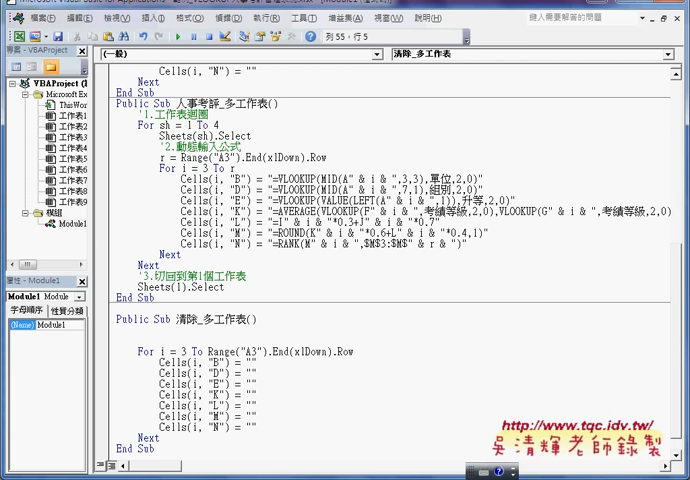 檔案(F) 編輯(E) 檢視(V) 插入(I) 格式(O) 偵錯(D) 執行(R) 工具(T) 增益集(A) 視窗(W) 說明(H)
鍵入需要解答的問題
列 55，行 5
專案 - VBAProject
(一般)
清除_多工作表
VBAProject (
Microsoft Ex
ThisWor
工作表1
工作表2
工作表3
工作表4
工作表5
工作表6
工作表7
工作表8
工作表9
模組
Module1
屬性 - Module1
Module1 Module
字母順序 性質分類
(Name) Module1
Cells(i, "N") = ""
Next
End Sub
Public Sub 人事考評_多工作表()
'1.工作表迴圈
For sh = 1 To 4
Sheets(sh).Select
'2.動態輸入公式
r = Range("A3").End(xlDown).Row
For i = 3 To r
Cells(i, "B") = "=VLOOKUP(MID(A" & i & ",3,3),單位,2,0)"
Cells(i, "D") = "=VLOOKUP(MID(A" & i & ",7,1),組別,2,0)"
Cells(i, "E") = "=VLOOKUP(VALUE(LEFT(A" & i & ",1)),升等,2,0)"
Cells(i, "K") = "=AVERAGE(VLOOKUP(F" & i & ",考績等級,2,0),VLOOKUP(G" & i & ",考績等級,2,0)
Cells(i, "L") = "=I" & i & "*0.3+J" & i & "*0.7"
Cells(i, "M") = "=ROUND(K" & i & "*0.6+L" & i & "*0.4,1)"
Cells(i, "N") = "=RANK(M" & i & ",$M$3:$M$" & r & ")"
Next
Next
'3.切回到第1個工作表
Sheets(1).Select
End Sub
Public Sub 清除_多工作表()
For i = 3 To Range("A3").End(xlDown).Row
Cells(i, "B") = ""
Cells(i, "D") = ""
Cells(i, "E") = ""
Cells(i, "K") = ""
Cells(i, "L") = ""
Cells(i, "M") = ""
Cells(i, "N") = ""
Next
End Sub
http://www.tqc.idv.tw/
吳清輝老師錄製